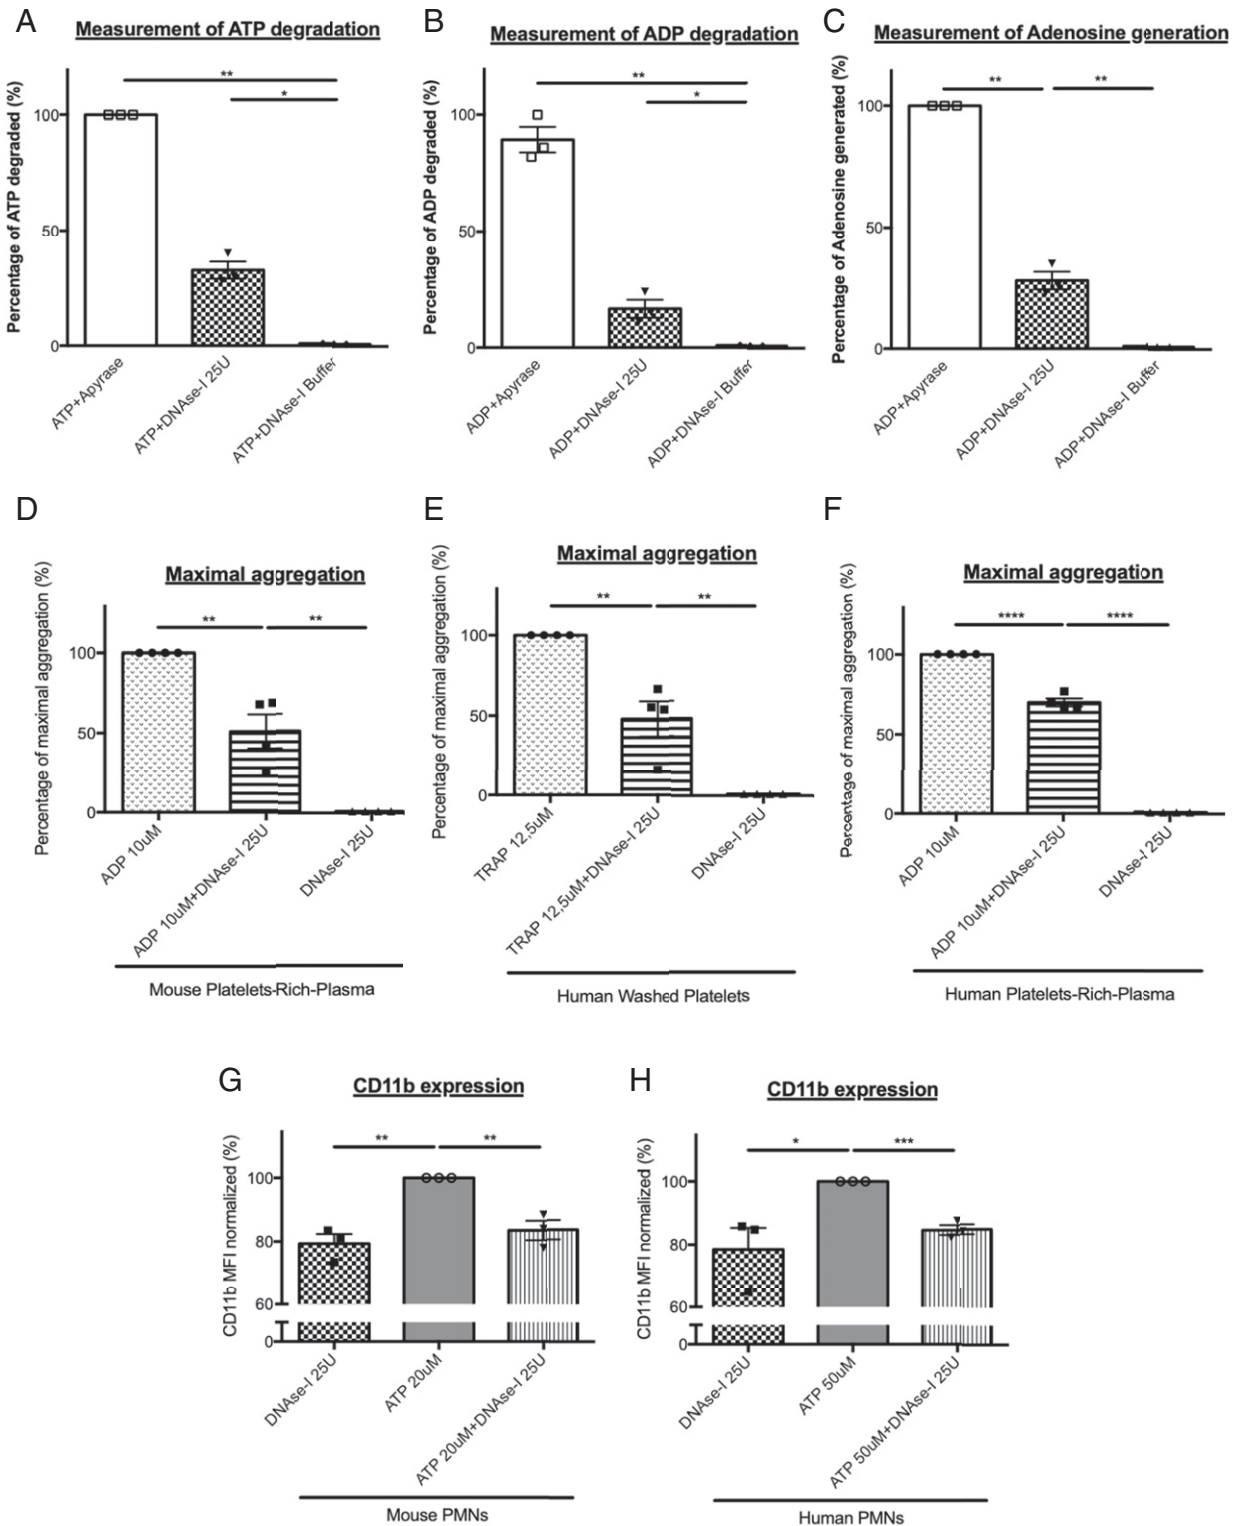 A
Measurement of ATP degradation
Percentage of ATP degraded (%)
100
50
0
**
*
ATP+Apyrase
ATP+DNAse-I 25U
ATP+DNAse-I Buffer
B
Measurement of ADP degradation
Percentage of ADP degraded (%)
100
50
0
**
*
ADP+Apyrase
ADP+DNAse-I 25U
ADP+DNAse-I Buffer
C
Measurement of Adenosine generation
Percentage of Adenosine generated (%)
100
50
0
**
**
ADP+Apyrase
ADP+DNAse-I 25U
ADP+DNAse-I Buffer
D
Maximal aggregation
Percentage of maximal aggregation (%)
100
50
0
**
**
ADP 10uM
ADP 10uM+DNAse-I 25U
DNAse-I 25U
Mouse Platelets-Rich-Plasma
E
Maximal aggregation
Percentage of maximal aggregation (%)
100
50
0
**
**
TRAP 12,5uM
TRAP 12,5uM+DNAse-I 25U
DNAse-I 25U
Human Washed Platelets
F
Maximal aggregation
Percentage of maximal aggregation (%)
100
50
0
****
****
ADP 10uM
ADP 10uM+DNAse-I 25U
DNAse-I 25U
Human Platelets-Rich-Plasma
G
CD11b expression
CD11b MFI normalized (%)
100
80
60
0
**
**
DNAse-I 25U
ATP 20uM
ATP 20uM+DNAse-I 25U
Mouse PMNs
H
CD11b expression
CD11b MFI normalized (%)
100
80
60
0
*
***
DNAse-I 25U
ATP 50uM
ATP 50uM+DNAse-I 25U
Human PMNs